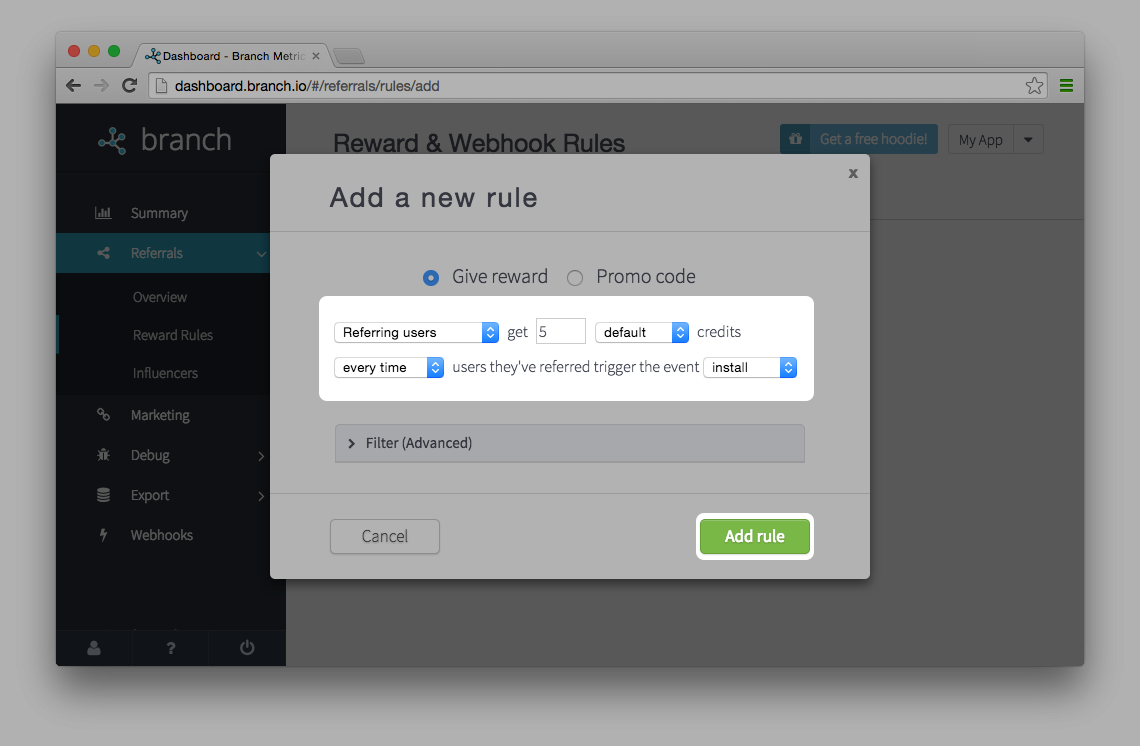 Dashboard - Branch Metric
dashboard.branch.io/#/referrals/rules/add
branch
Reward & Webhook Rules
Get a free hoodie!
My App
x
Add a new rule
Summary
Referrals
Overview
Reward Rules
Influencers
Marketing
Debug
Export
Webhooks
?
Give reward Promo code
Referring users get 5 default credits
every time users they've referred trigger the event install
Filter (Advanced)
Cancel
Add rule